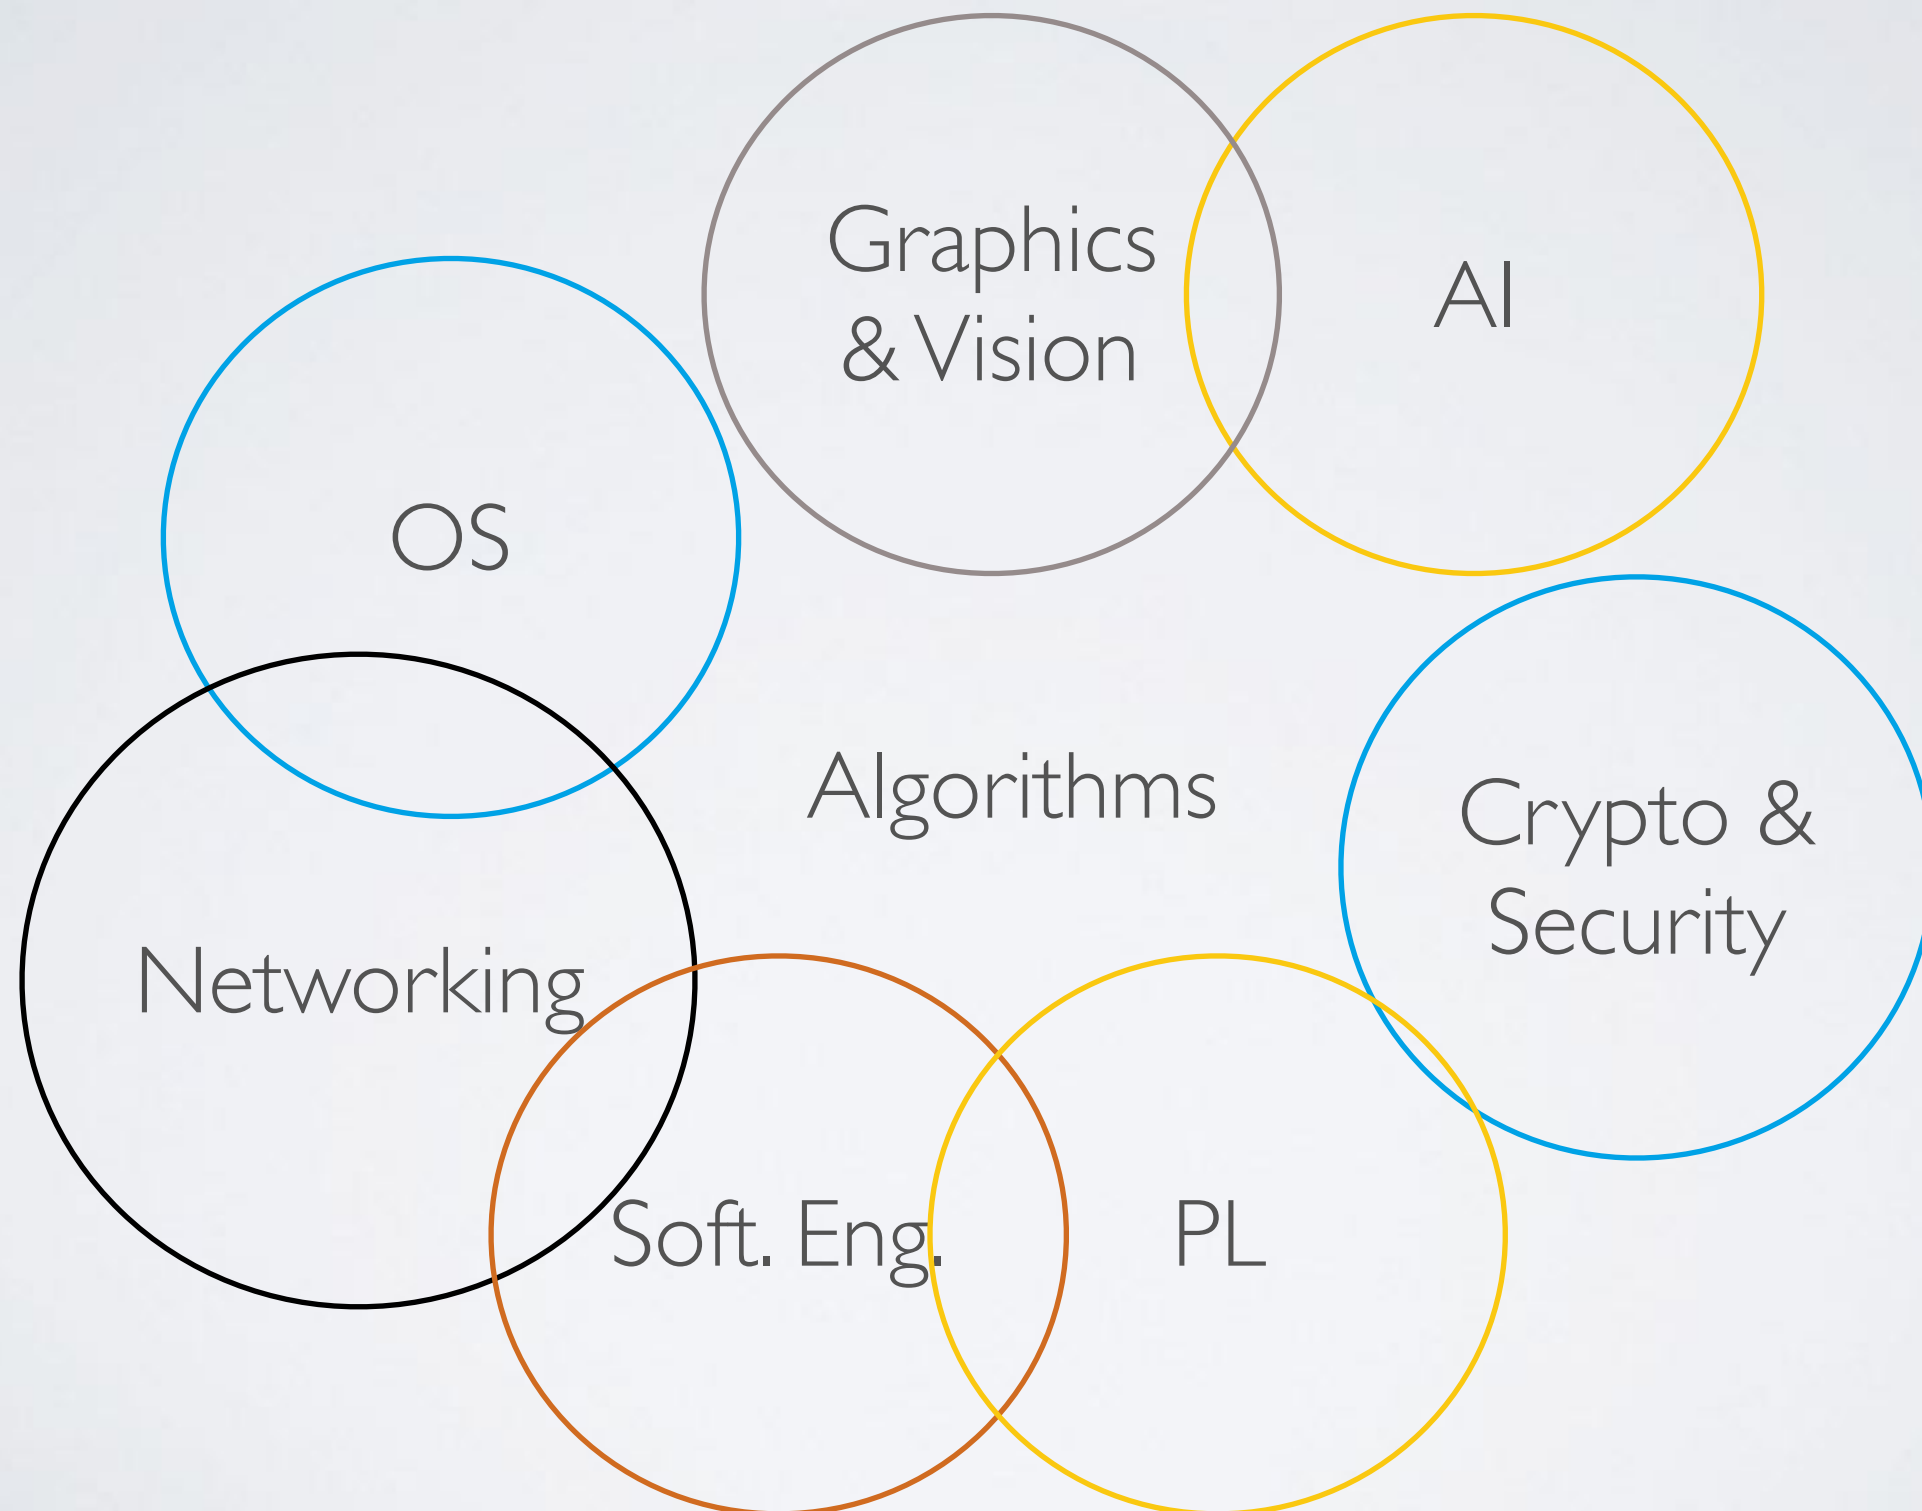 Graphics
& Vision
AI
OS
Algorithms
Crypto &
Security
Networking
Soft. Eng.
PL